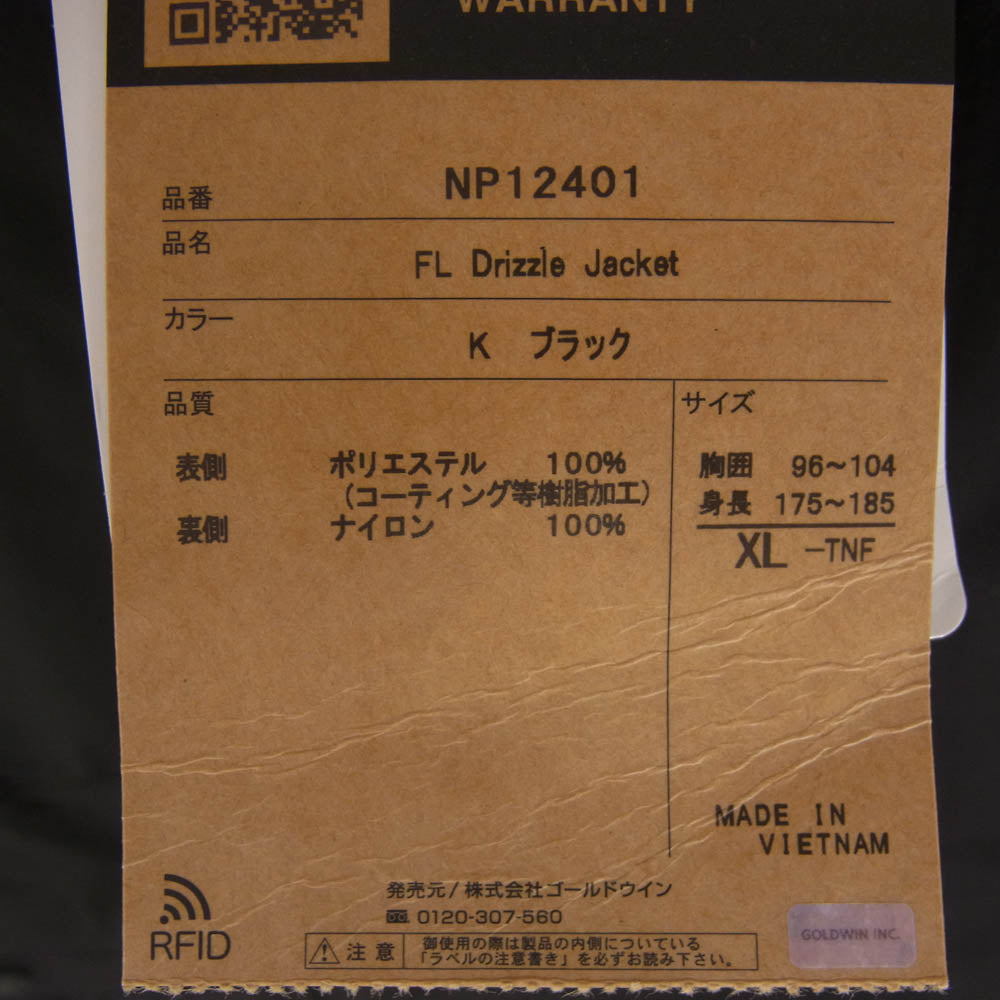 WARRANTY
品番 NP12401
品名 FL Drizzle Jacket
カラー K ブラック
品質
表側 ポリエステル 100%
(コーティング等樹脂加工)
裏側 ナイロン 100%
サイズ
胸囲 96~104
身長 175~185
XL -TNF
MADE IN
VIETNAM
RFID
発売元/株式会社ゴールドウイン
0120-307-560
注意
御使用の際は製品の内側についている
「ラベルの注意書き」を必ずお読み下さい。
GOLDWIN INC.